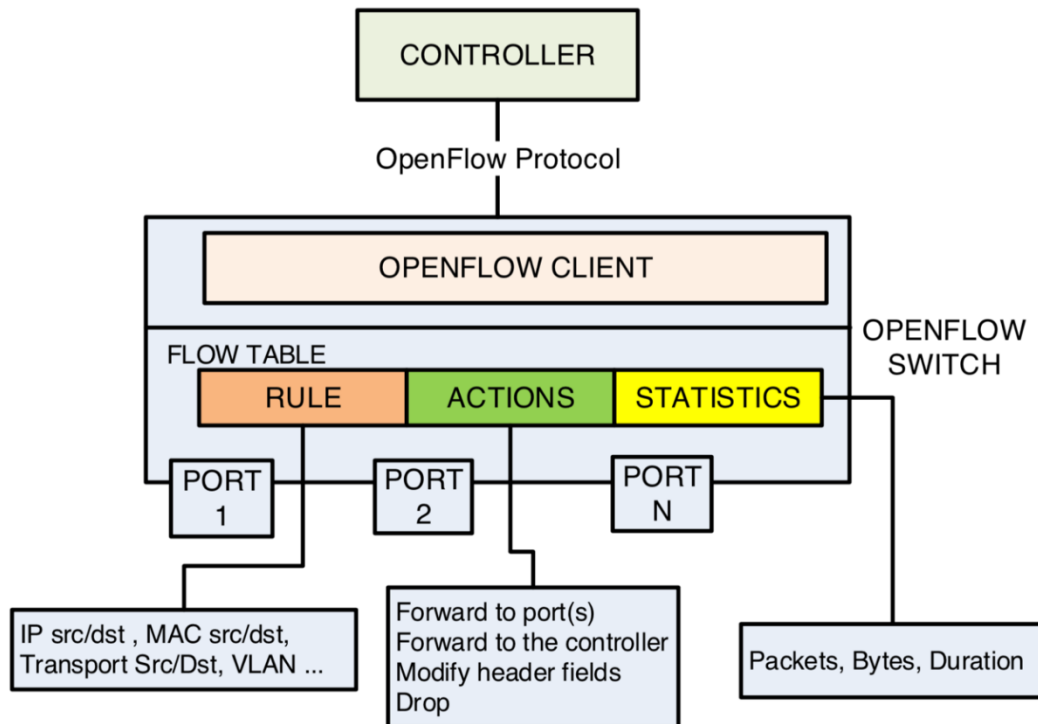 CONTROLLER
OpenFlow Protocol
OPENFLOW CLIENT
OPENFLOW
SWITCH
FLOW TABLE
RULE
ACTIONS
STATISTICS
PORT
1
PORT
2
PORT
N
IP src/dst , MAC src/dst,
Transport Src/Dst, VLAN ...
Forward to port(s)
Forward to the controller
Modify header fields
Drop
Packets, Bytes, Duration